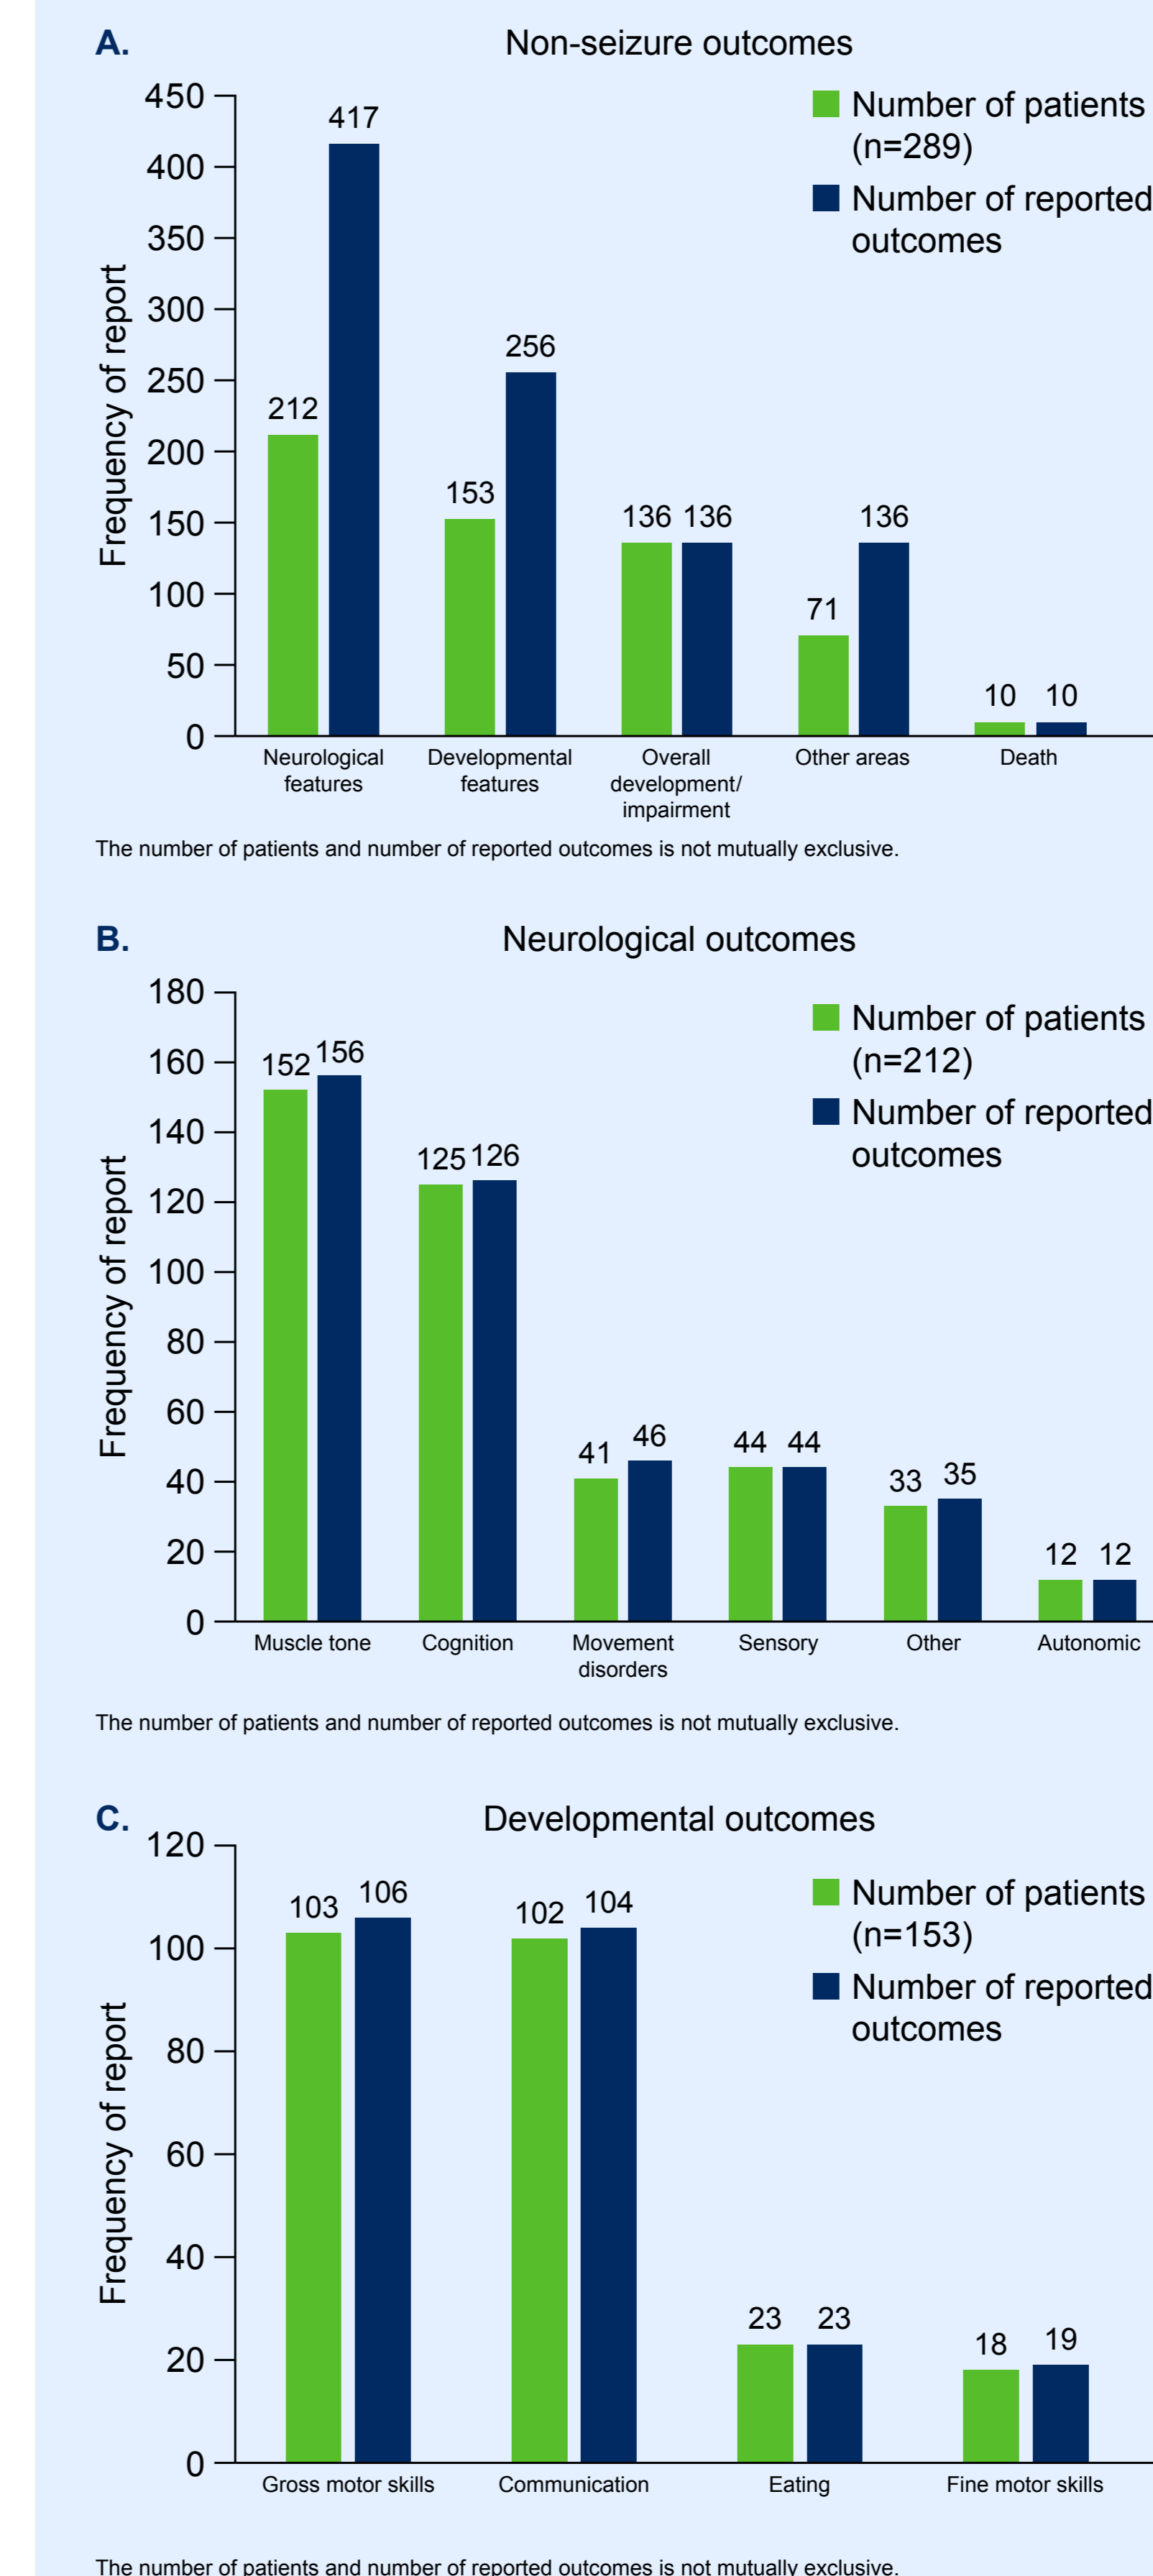 A.
Non-seizure outcomes
Number of patients
(n=289)
Number of reported
outcomes
Frequency of report
450
400
350
300
250
200
150
100
50
0
212
417
153
256
136
136
71
136
10
10
Neurological
features
Developmental
features
Overall
development/
impairment
Other areas
Death
The number of patients and number of reported outcomes is not mutually exclusive.
B.
Neurological outcomes
Number of patients
(n=212)
Number of reported
outcomes
Frequency of report
180
160
140
120
100
80
60
40
20
0
152
156
125
126
41
46
44
44
33
35
12
12
Muscle tone
Cognition
Movement
disorders
Sensory
Other
Autonomic
The number of patients and number of reported outcomes is not mutually exclusive.
C.
Developmental outcomes
Number of patients
(n=153)
Number of reported
outcomes
Frequency of report
120
100
80
60
40
20
0
103
106
102
104
23
23
18
19
Gross motor skills
Communication
Eating
Fine motor skills
The number of patients and number of reported outcomes is not mutually exclusive.